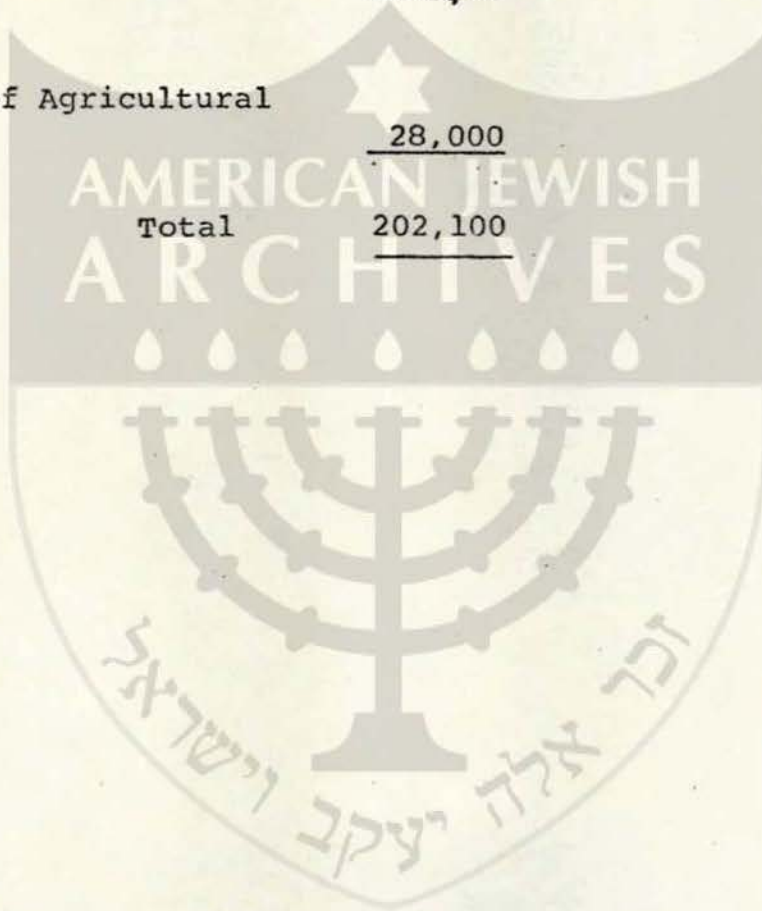 f Agricultural
28,000
AMERICAN JEWISH
Total 202,100
ARCHIVES
זכר אלה יעקב וישראל